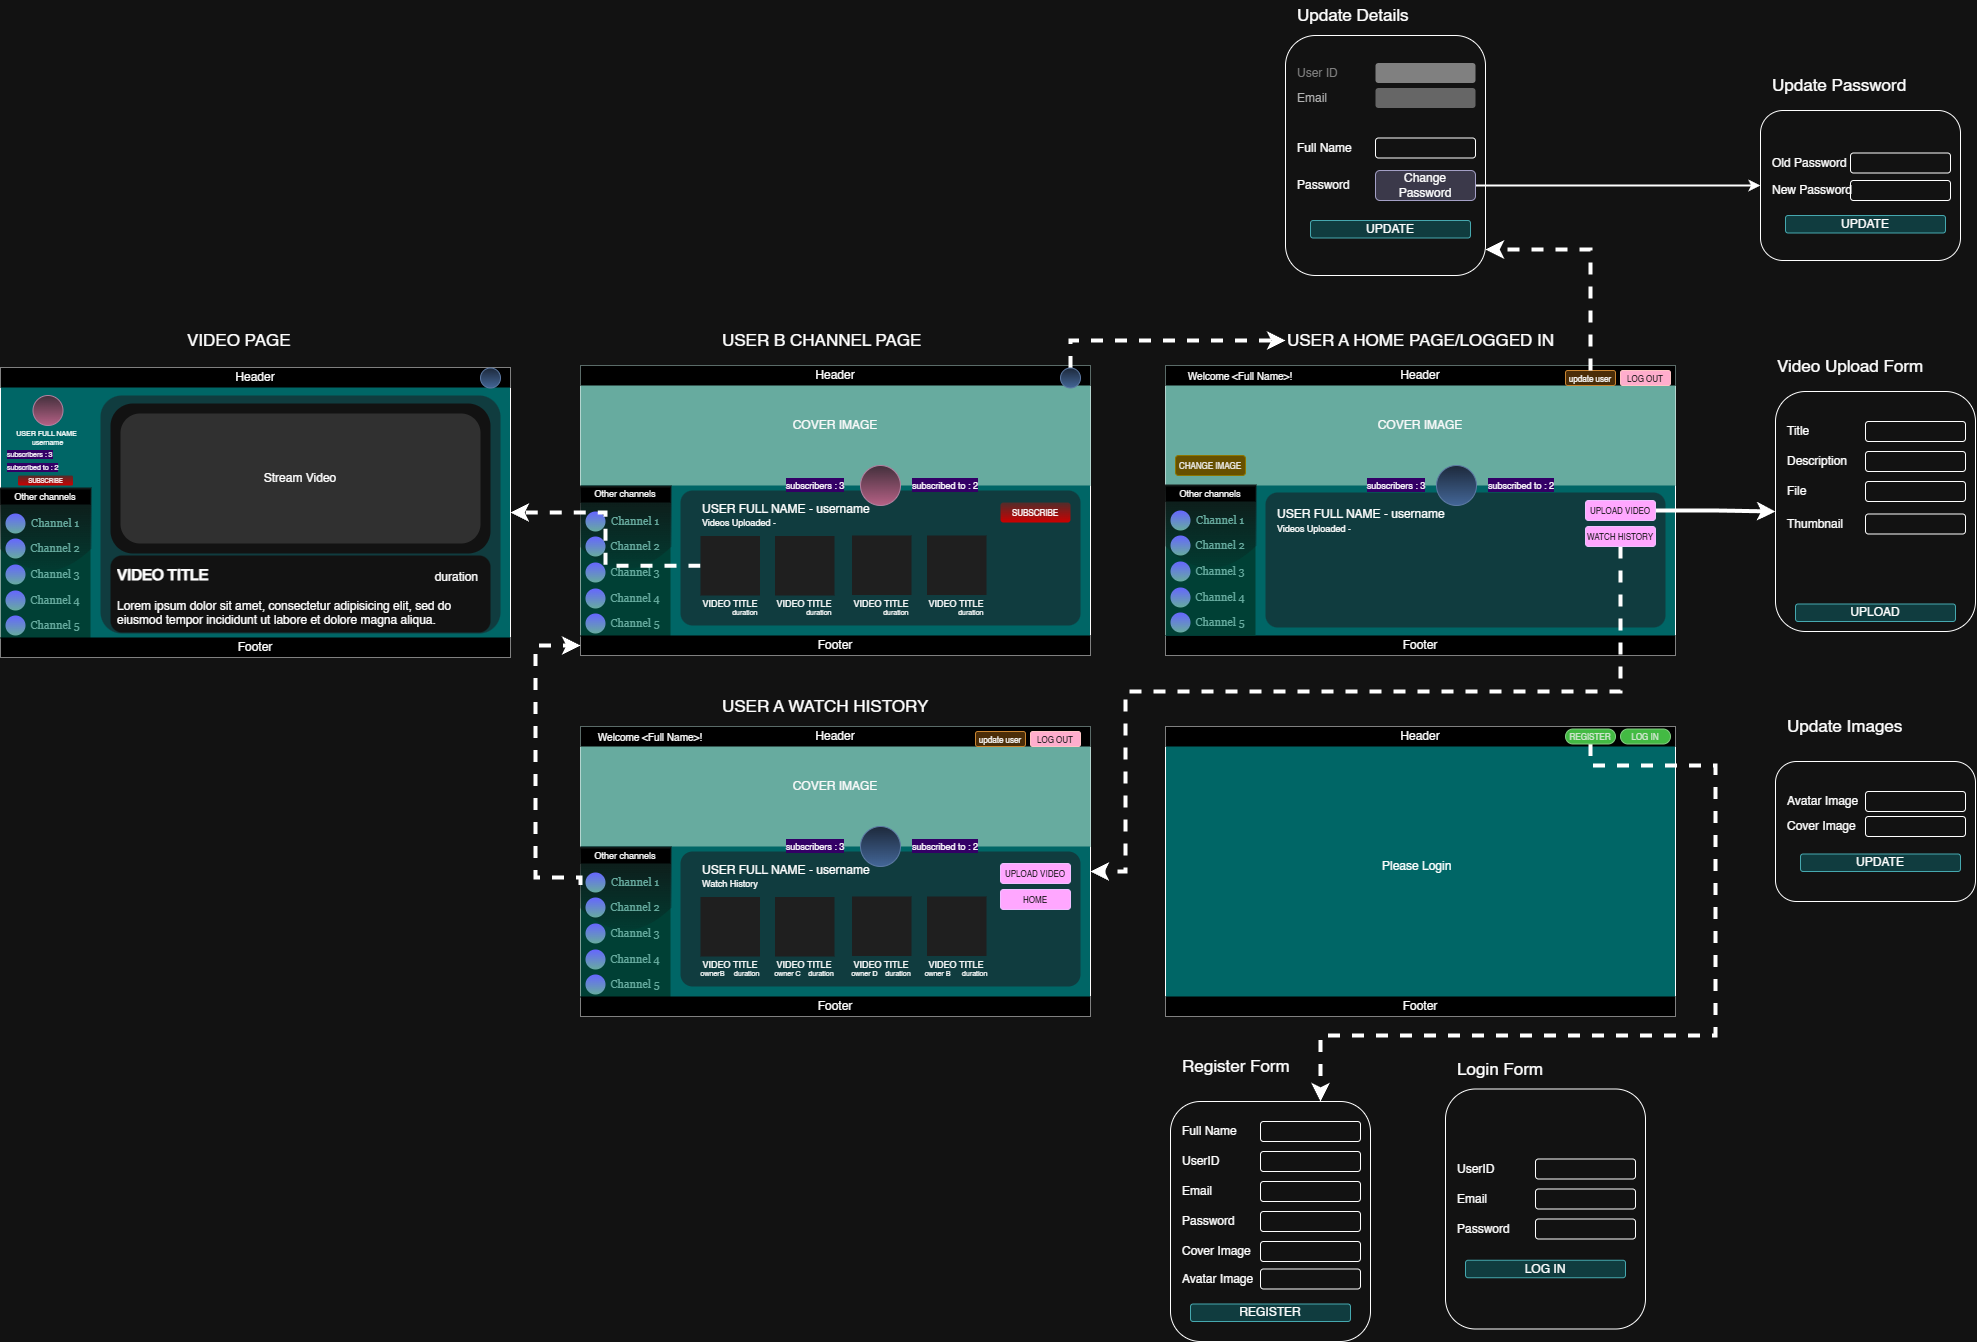 Update Details
User ID
Email
Full Name
Password
Change
Password
UPDATE
Update Password
Old Password
New Password
UPDATE
VIDEO PAGE
Header
USER FULL NAME
username
subscribers : 3
subscribed to : 2
SUBSCRIBE
Other channels
Channel 1
Channel 2
Channel 3
Channel 4
Channel 5
Stream Video
VIDEO TITLE
duration
Lorem ipsum dolor sit amet, consectetur adipisicing elit, sed do
eiusmod tempor incididunt ut labore et dolore magna aliqua.
Footer
USER B CHANNEL PAGE
Header
COVER IMAGE
subscribers : 3
subscribed to : 2
Other channels
Channel 1
Channel 2
Channel 3
Channel 4
Channel 5
USER FULL NAME - username
Videos Uploaded -
SUBSCRIBE
VIDEO TITLE
duration
VIDEO TITLE
duration
VIDEO TITLE
duration
VIDEO TITLE
duration
Footer
USER A HOME PAGE/LOGGED IN
Welcome <Full Name>!
Header
update user
LOG OUT
COVER IMAGE
CHANGE IMAGE
subscribers : 3
subscribed to : 2
Other channels
Channel 1
Channel 2
Channel 3
Channel 4
Channel 5
USER FULL NAME - username
Videos Uploaded -
UPLOAD VIDEO
WATCH HISTORY
Footer
Video Upload Form
Title
Description
File
Thumbnail
UPLOAD
USER A WATCH HISTORY
Welcome <Full Name>!
Header
update user
LOG OUT
COVER IMAGE
subscribers : 3
subscribed to : 2
Other channels
Channel 1
Channel 2
Channel 3
Channel 4
Channel 5
USER FULL NAME - username
Watch History
UPLOAD VIDEO
HOME
VIDEO TITLE
ownerB duration
VIDEO TITLE
owner C duration
VIDEO TITLE
owner D duration
VIDEO TITLE
owner B duration
Footer
Header
REGISTER
LOG IN
Please Login
Footer
Update Images
Avatar Image
Cover Image
UPDATE
Register Form
Full Name
UserID
Email
Password
Cover Image
Avatar Image
REGISTER
Login Form
UserID
Email
Password
LOG IN